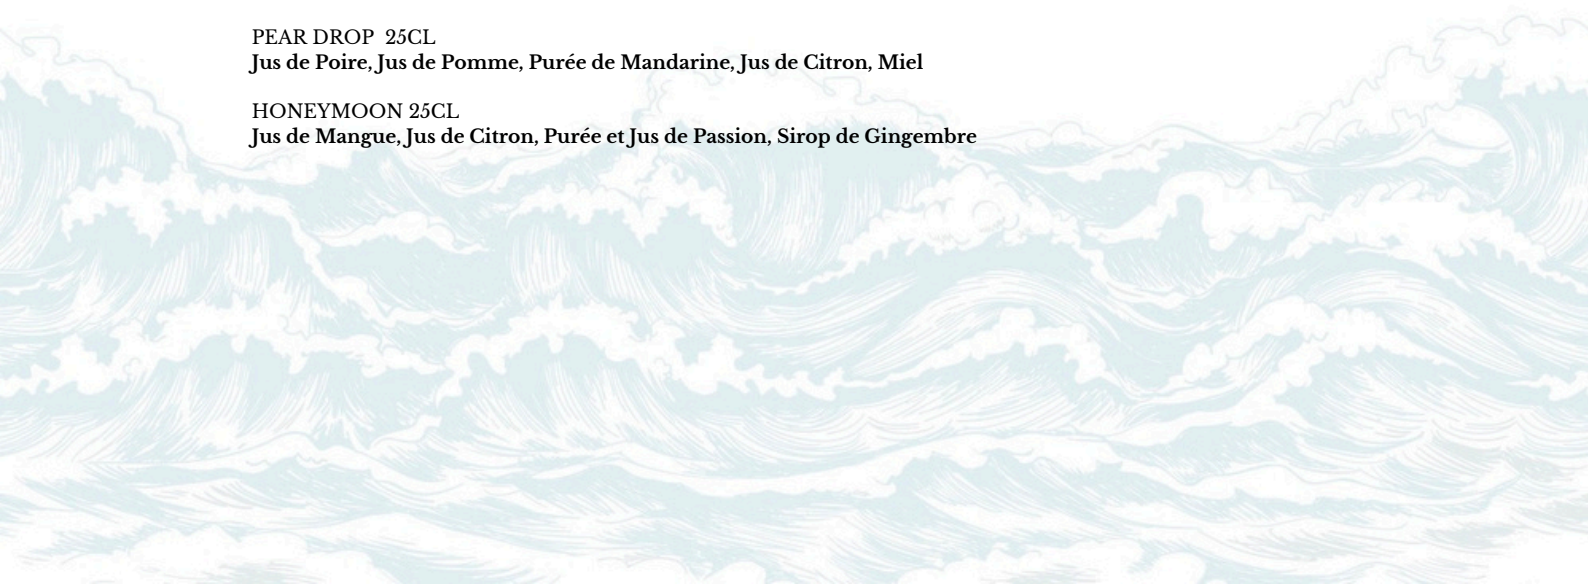 PEAR DROP  25CL
Jus de Poire, Jus de Pomme, Purée de Mandarine, Jus de Citron, Miel
HONEYMOON 25CL
Jus de Mangue, Jus de Citron, Purée et Jus de Passion, Sirop de Gingembre